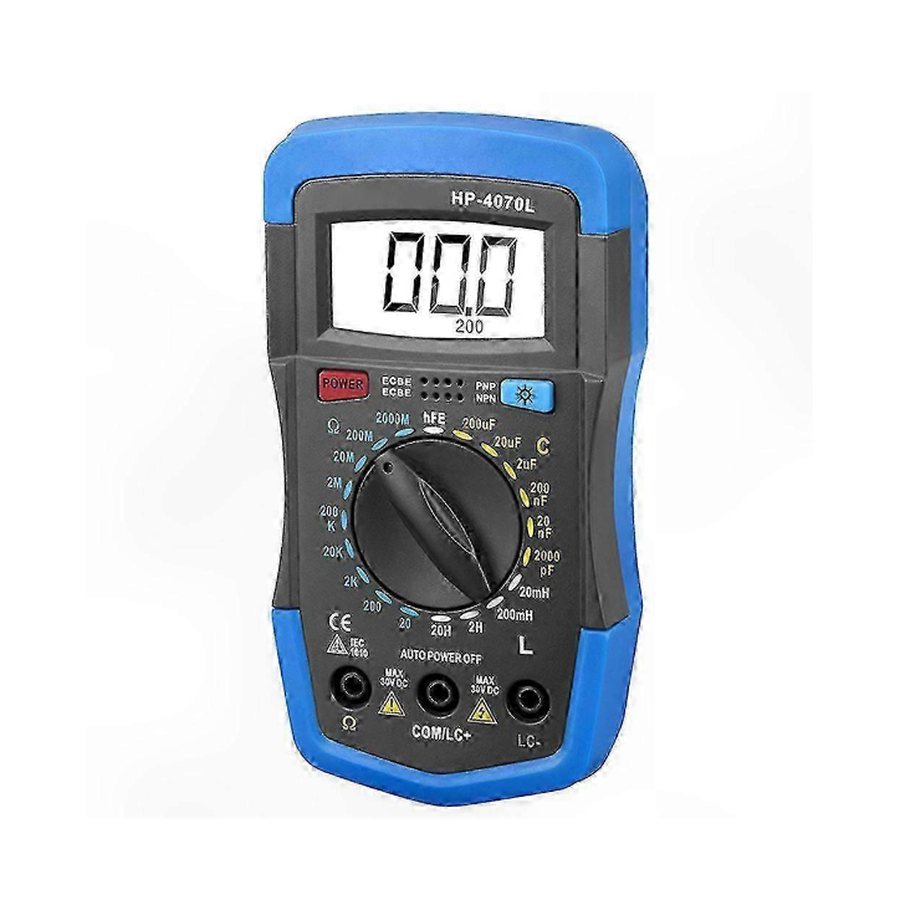 HP-4070L
00.0
200
POWER
ECBE
ECBE
PNP
NPN
Ω
2000M
hFE
200uF
200M
20uF
C
20M
2uF
2M
200
nF
200
K
20
nF
20K
2000
pF
2K
20mH
200
200mH
20
20H
2H
L
CE
IEC
1010
AUTO POWER OFF
MAX
30V DC
MAX
30V DC
Ω
COM/LC+
LC-